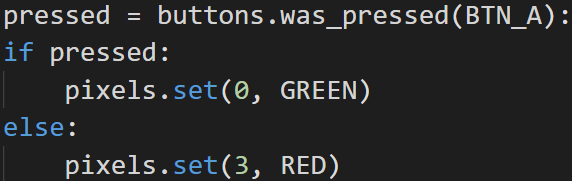 pressed = buttons.was_pressed(BTN_A):
if pressed:
    pixels.set(0, GREEN)
else:
    pixels.set(3, RED)